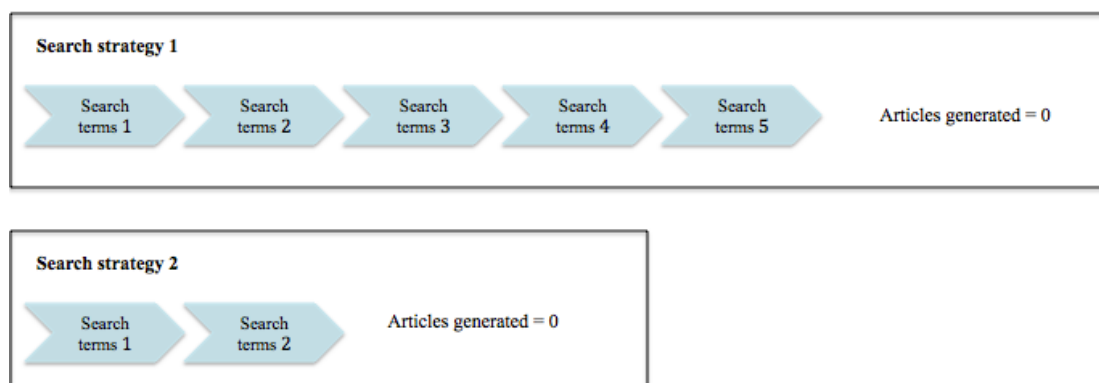 Search strategy 1
Search
terms 1
Search
terms 2
Search
terms 3
Search
terms 4
Search
terms 5
Articles generated = 0
Search strategy 2
Search
terms 1
Search
terms 2
Articles generated = 0